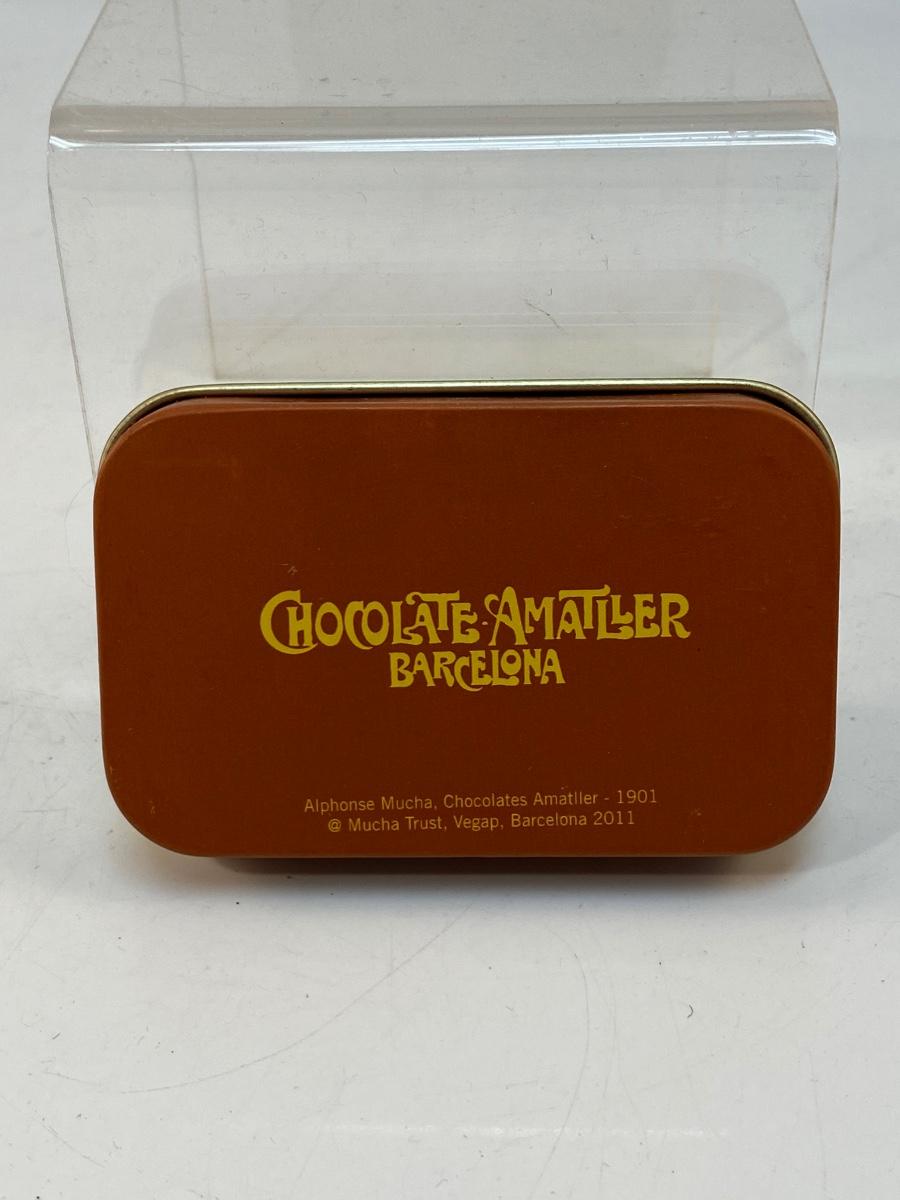 CHOCOLATE-AMATLLER
BARCELONA
Alphonse Mucha, Chocolates Amatller - 1901
@ Mucha Trust, Vegap, Barcelona 2011